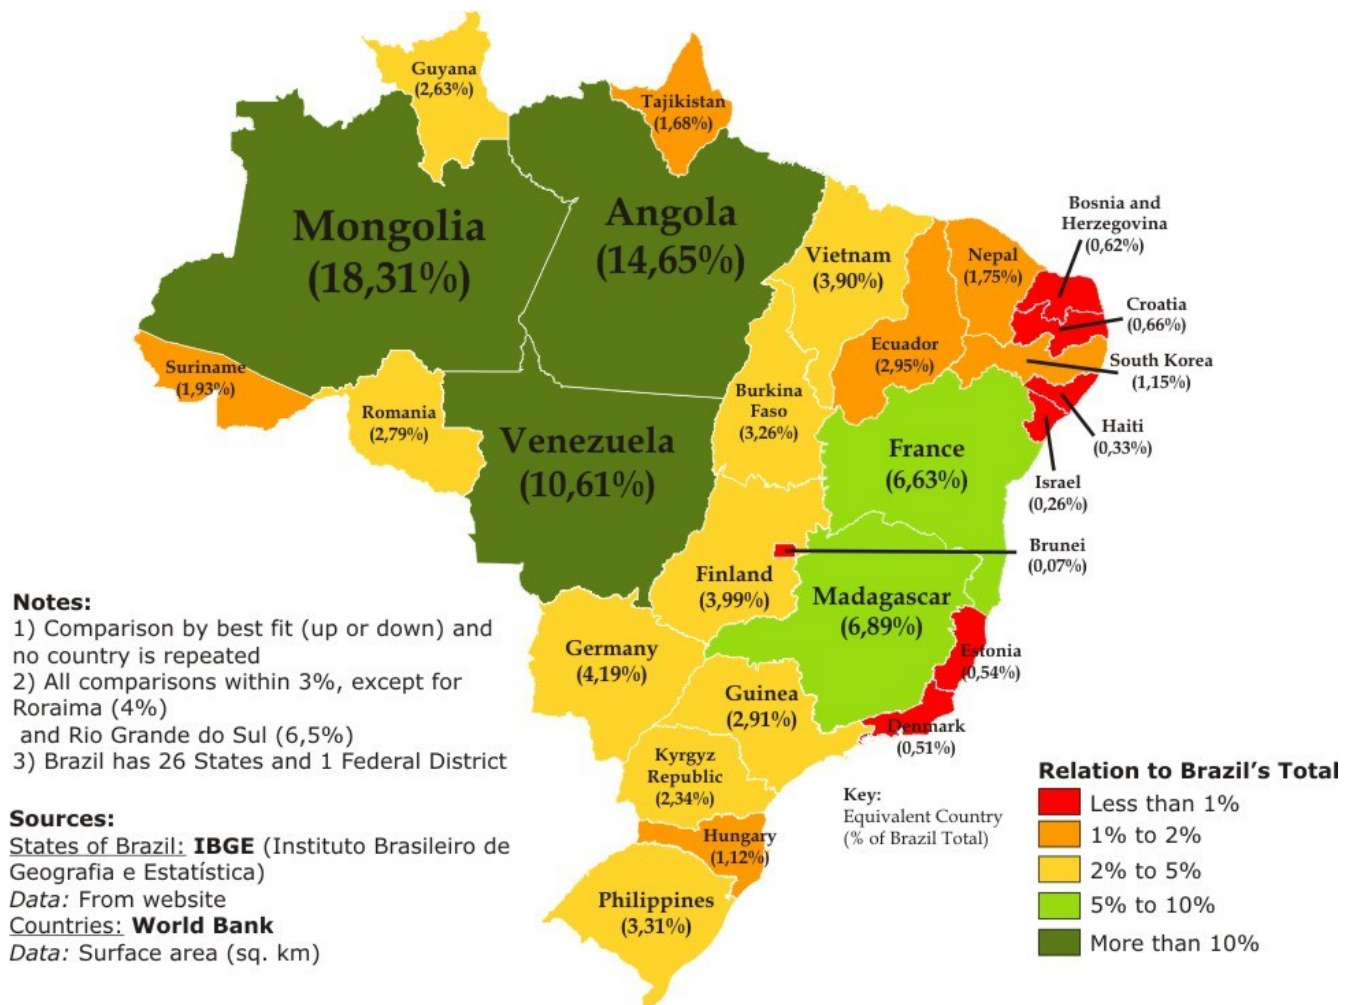 Guyana
(2,63%)
Tajikistan
(1,68%)
Mongolia
(18,31%)
Angola
(14,65%)
Vietnam
(3,90%)
Nepal
(1,75%)
Bosnia and
Herzegovina
(0,62%)
Croatia
(0,66%)
South Korea
(1,15%)
Haiti
(0,33%)
Israel
(0,26%)
Suriname
(1,93%)
Romania
(2,79%)
Ecuador
(2,95%)
Burkina
Faso
(3,26%)
Venezuela
(10,61%)
France
(6,63%)
Brunei
(0,07%)
Finland
(3,99%)
Madagascar
(6,89%)
Germany
(4,19%)
Estonia
(0,54%)
Guinea
(2,91%)
Denmark
(0,51%)
Kyrgyz
Republic
(2,34%)
Hungary
(1,12%)
Philippines
(3,31%)
Notes:
1) Comparison by best fit (up or down) and
no country is repeated
2) All comparisons within 3%, except for
Roraima (4%)
and Rio Grande do Sul (6,5%)
3) Brazil has 26 States and 1 Federal District
Sources:
States of Brazil: IBGE (Instituto Brasileiro de
Geografia e Estatística)
Data: From website
Countries: World Bank
Data: Surface area (sq. km)
Key:
Equivalent Country
(% of Brazil Total)
Relation to Brazil's Total
Less than 1%
1% to 2%
2% to 5%
5% to 10%
More than 10%